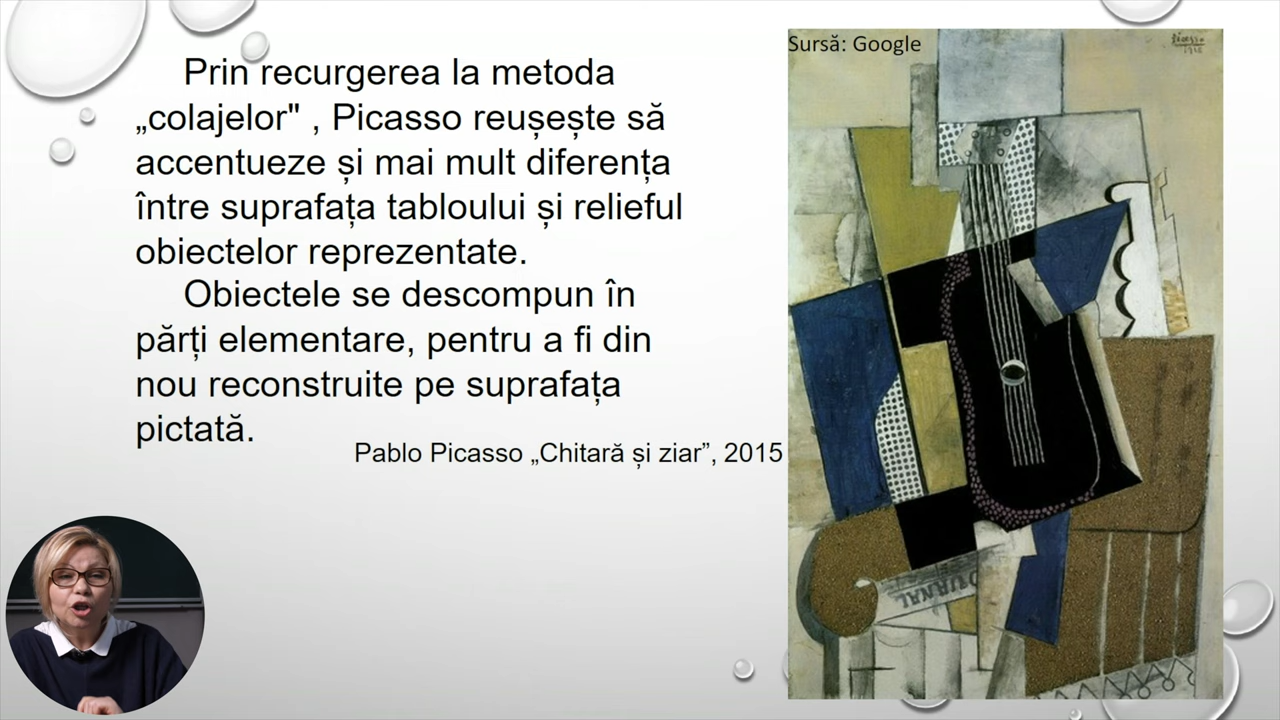 Prin recurgerea la metoda
„colajelor" , Picasso reușește să
accentueze și mai mult diferența
între suprafața tabloului și relieful
obiectelor reprezentate.
Obiectele se descompun în
părți elementare, pentru a fi din
nou reconstruite pe suprafața
pictată.
Pablo Picasso „Chitară și ziar”, 2015
Sursă: Google
Picasso
OURNAL